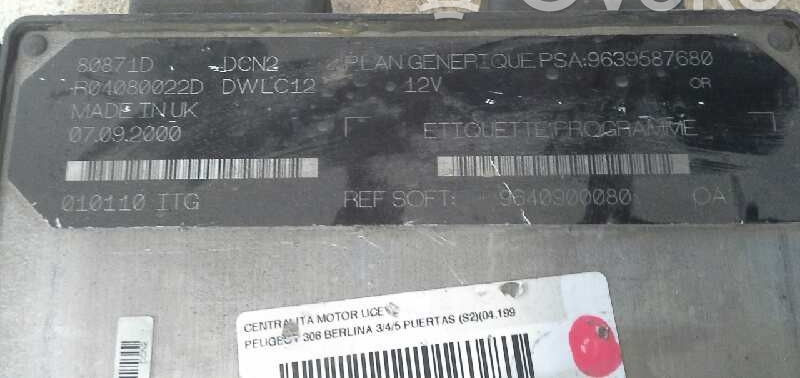 80871D DCN2 PLAN GENERIQUE PSA:9639587680
R04080022D DWLC12 12V OR
MADE IN UK
07.09.2000 ETIQUETTE PROGRAMME
010110 ITG REF SOFT: 9640900080 OA
CENTRALITA MOTOR UCE
PEUGEOT 306 BERLINA 3/4/5 PUERTAS (S2)(04.199